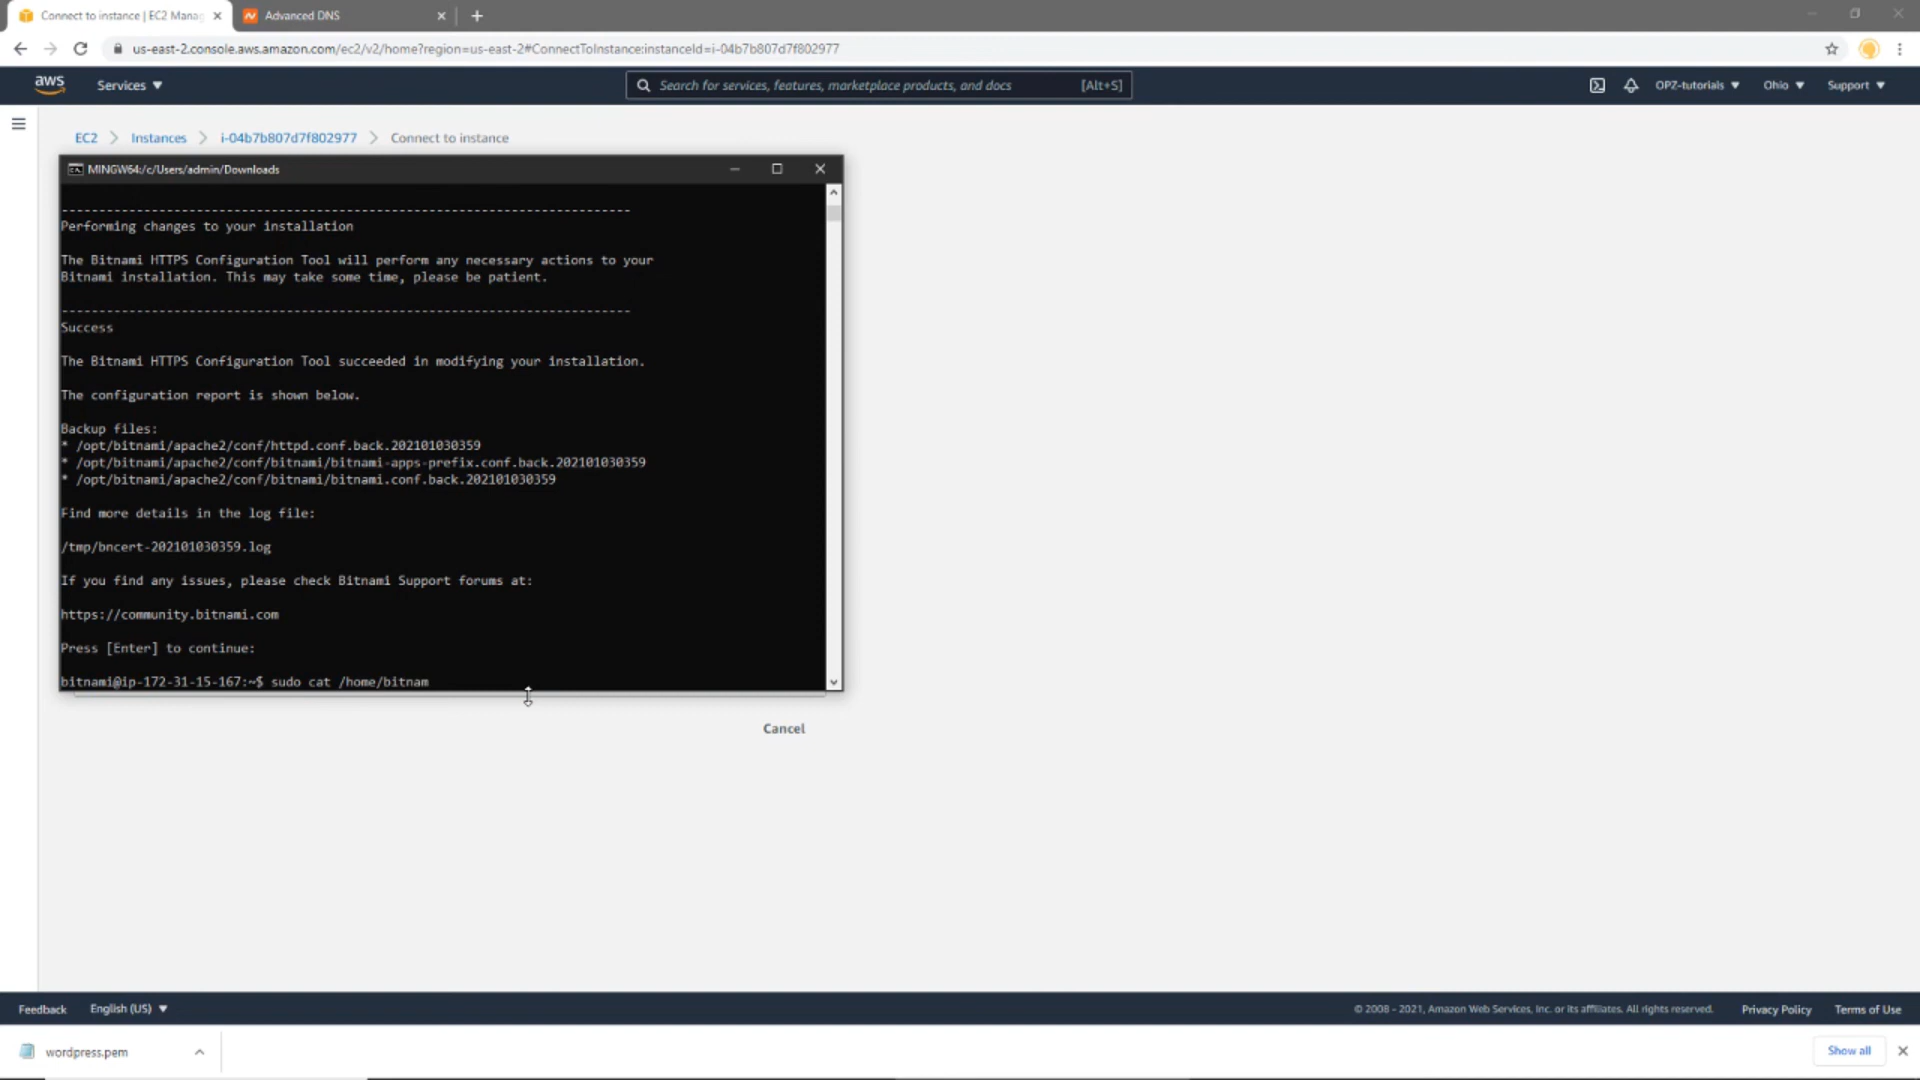 Connect to instance | EC2 Manag
Advanced DNS
us-east-2.console.aws.amazon.com/ec2/v2/home?region=us-east-2#ConnectToInstance:instanceId=i-04b7b807d7f802977
aws
Services
Search for services, features, marketplace products, and docs
[Alt+S]
OPZ-tutorials
Ohio
Support
EC2
Instances
i-04b7b807d7f802977
Connect to instance
MINGW64:/c/Users/admin/Downloads
-----------------------------------------------------------------------------
Performing changes to your installation
The Bitnami HTTPS Configuration Tool will perform any necessary actions to your
Bitnami installation. This may take some time, please be patient.
-----------------------------------------------------------------------------
Success
The Bitnami HTTPS Configuration Tool succeeded in modifying your installation.
The configuration report is shown below.
Backup files:
* /opt/bitnami/apache2/conf/httpd.conf.back.202101030359
* /opt/bitnami/apache2/conf/bitnami/bitnami-apps-prefix.conf.back.202101030359
* /opt/bitnami/apache2/conf/bitnami/bitnami.conf.back.202101030359
Find more details in the log file:
/tmp/bncert-202101030359.log
If you find any issues, please check Bitnami Support forums at:
https://community.bitnami.com
Press [Enter] to continue:
bitnami@ip-172-31-15-167:~$ sudo cat /home/bitnam
Cancel
Feedback
English (US)
© 2008 - 2021, Amazon Web Services, Inc. or its affiliates. All rights reserved.
Privacy Policy
Terms of Use
wordpress.pem
Show all